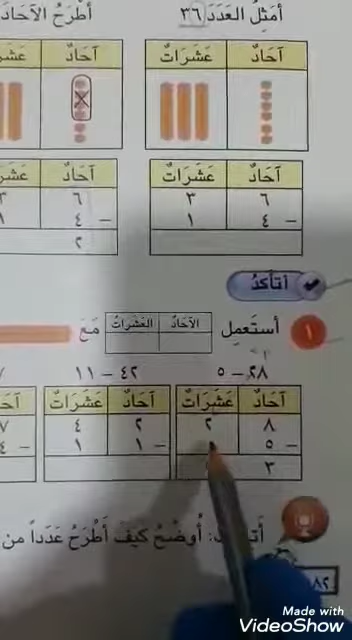 أمثل العدد ٣٦
أطرح الآحاد
آحاد عشرات
آحاد
آحاد عشرات
٦ ٣
- ٤ ١
آحاد
٦ ٣
- ٤ ١
٢
أتأكد
١ أستعمل
الآحاد العشرات
مع
٢٨ - ٥
٤٢ - ١١
آحاد عشرات
٨ ٢
- ٥
٣
آحاد عشرات
٢ ٤
- ١ ١
٧
- ٤
أوضح كيف أطرح عدداً من
٨٢
Made with
VideoShow